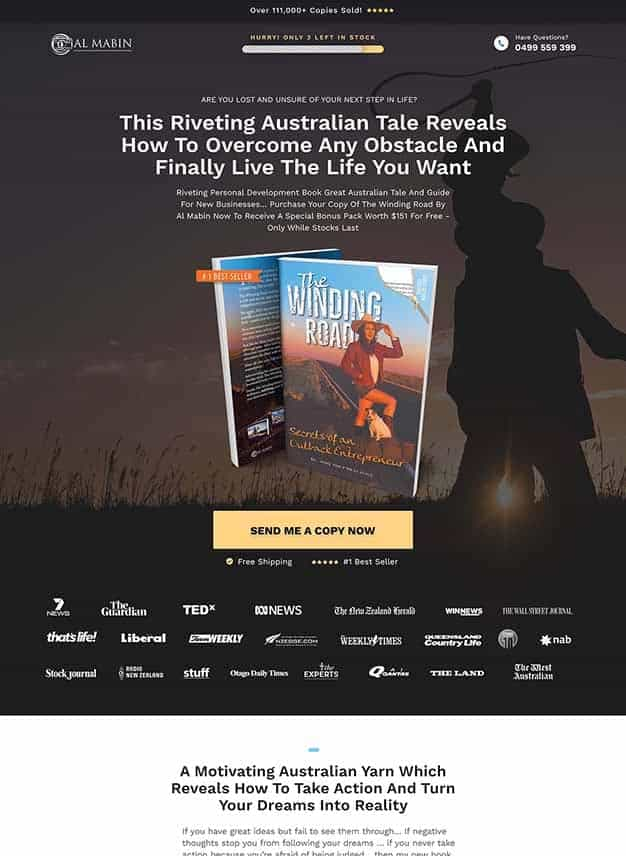 Over 111,000+ Copies Sold!
AL MABIN
HURRY! ONLY 3 LEFT IN STOCK
Have Questions?
0499 559 399
ARE YOU LOST AND UNSURE OF YOUR NEXT STEP IN LIFE?
This Riveting Australian Tale Reveals
How To Overcome Any Obstacle And
Finally Live The Life You Want
Riveting Personal Development Book Great Australian Tale And Guide
For New Businesses... Purchase Your Copy Of The Winding Road By
Al Mabin Now To Receive A Special Bonus Pack Worth $151 For Free -
Only While Stocks Last
#1 BEST SELLER
The
WINDING
ROAD
Secrets of an
Outback Entrepreneur
SEND ME A COPY NOW
Free Shipping
#1 Best Seller
7 NEWS
The Guardian
TEDx
ABC NEWS
The New Zealand Herald
WIN NEWS
THE WALL STREET JOURNAL
that's life!
Liberal
WEEKLY
NZEDGE.COM
WEEKLY TIMES
QUEENSLAND Country Life
nab
Stock Journal
RADIO NEW ZEALAND
stuff
Otago Daily Times
the EXPERTS
QANTAS
THE LAND
The West Australian
A Motivating Australian Yarn Which
Reveals How To Take Action And Turn
Your Dreams Into Reality
If you have great ideas but fail to see them through... If negative
thoughts stop you from following your dreams ... if you never take
action because you're afraid of being judged... then my new book